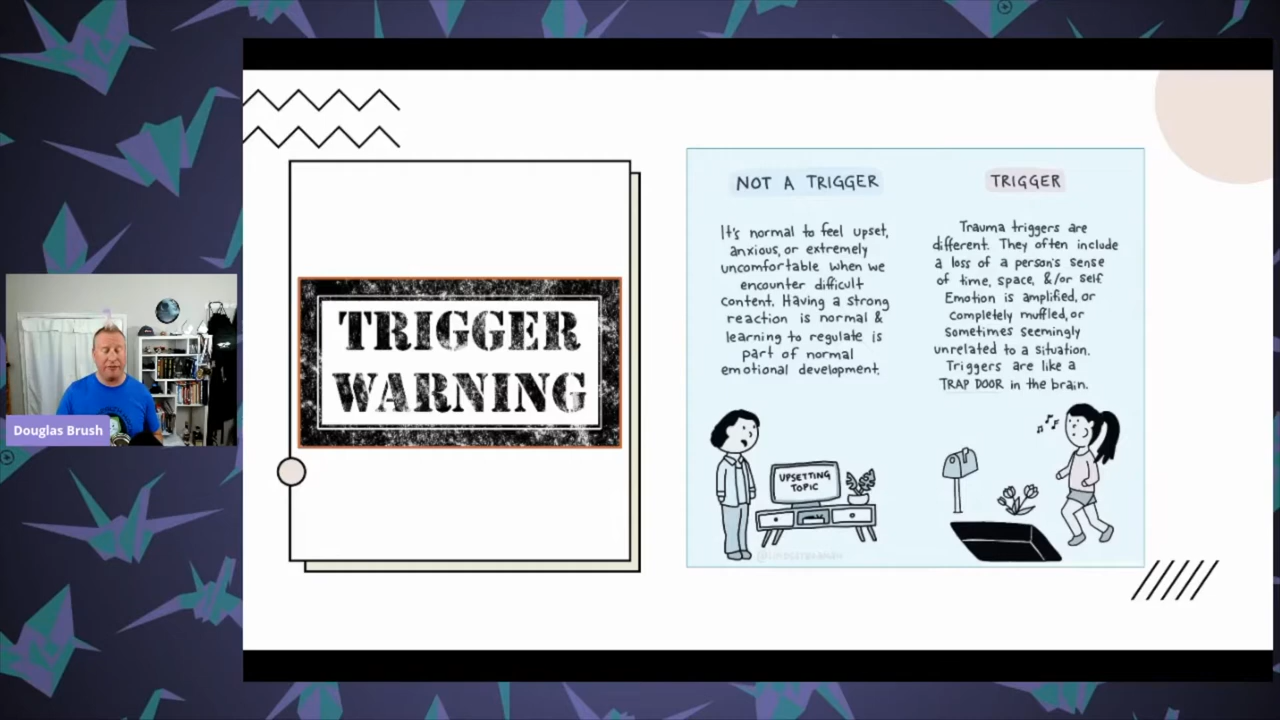 TRIGGER
WARNING
NOT A TRIGGER
It's normal to feel upset,
anxious, or extremely
uncomfortable when we
encounter difficult
content. Having a strong
reaction is normal &
learning to regulate is
part of normal
emotional development.
UPSETTING
TOPIC
TRIGGER
Trauma triggers are
different. They often include
a loss of a person's sense
of time, space, &/or self
Emotion is amplified, or
completely muffled, or
sometimes seemingly
unrelated to a situation.
Triggers are like a
TRAP DOOR in the brain.
Douglas Brush